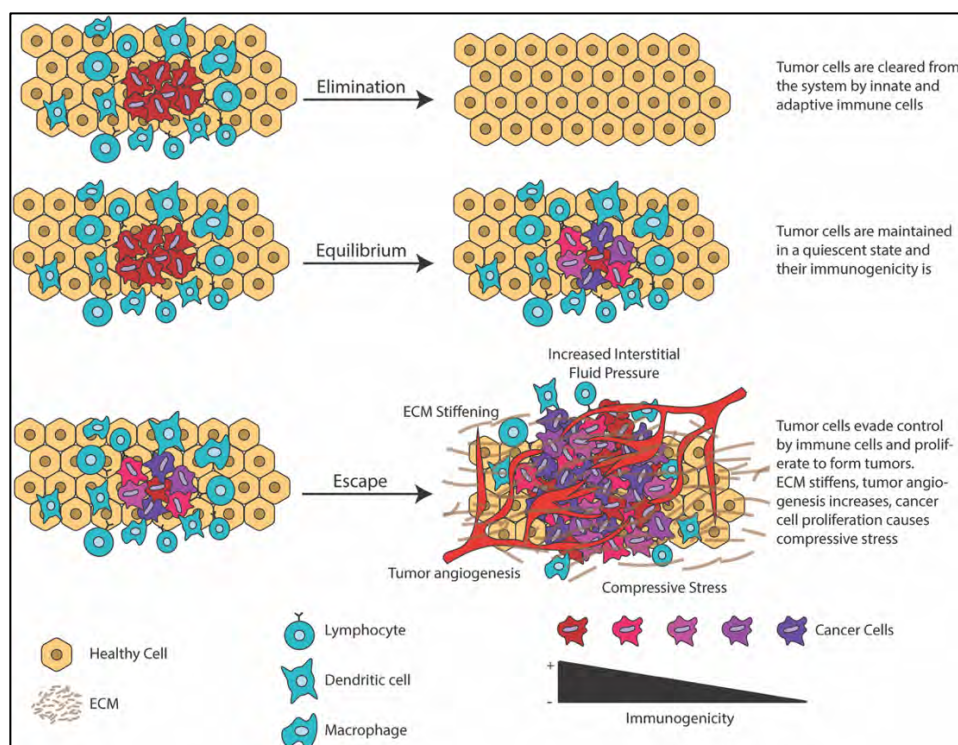 Elimination
Tumor cells are cleared from
the system by innate and
adaptive immune cells
Equilibrium
Tumor cells are maintained
in a quiescent state and
their immunogenicity is
Increased Interstitial
Fluid Pressure
ECM Stiffening
Escape
Tumor cells evade control
by immune cells and prolif-
erate to form tumors.
ECM stiffens, tumor angio-
genesis increases, cancer
cell proliferation causes
compressive stress
Tumor angiogenesis
Compressive Stress
Healthy Cell
ECM
Lymphocyte
Dendritic cell
Macrophage
Cancer Cells
+
-
Immunogenicity